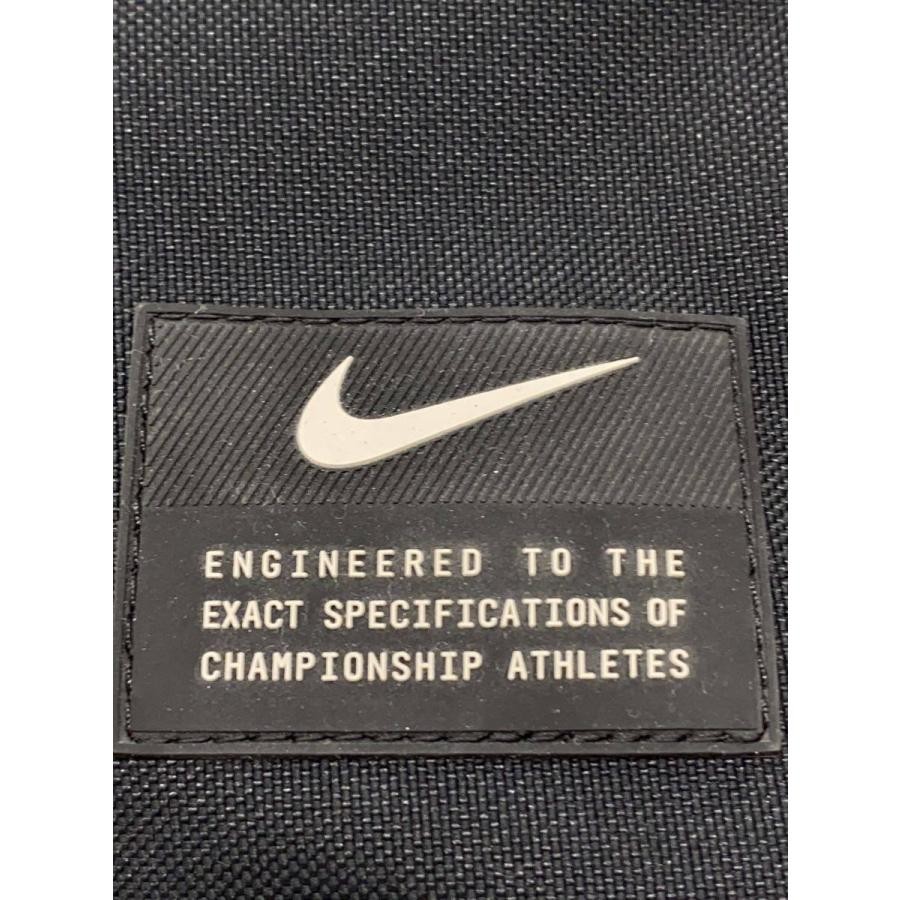 ENGINEERED TO THE
EXACT SPECIFICATIONS OF
CHAMPIONSHIP ATHLETES